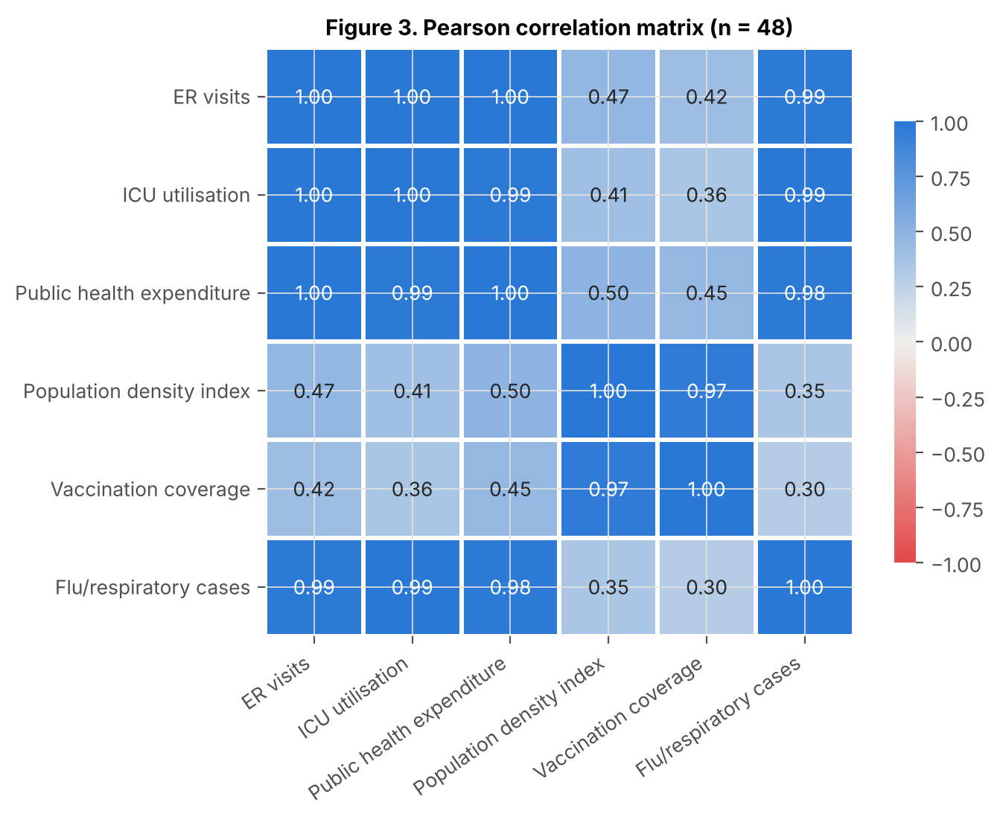 Figure 3. Pearson correlation matrix (n = 48)
ER visits 1.00 1.00 1.00 0.47 0.42 0.99
ICU utilisation 1.00 1.00 0.99 0.41 0.36 0.99
Public health expenditure 1.00 0.99 1.00 0.50 0.45 0.98
Population density index 0.47 0.41 0.50 1.00 0.97 0.35
Vaccination coverage 0.42 0.36 0.45 0.97 1.00 0.30
Flu/respiratory cases 0.99 0.99 0.98 0.35 0.30 1.00
ER visits
ICU utilisation
Public health expenditure
Population density index
Vaccination coverage
Flu/respiratory cases
1.00
0.75
0.50
0.25
0.00
−0.25
−0.50
−0.75
−1.00